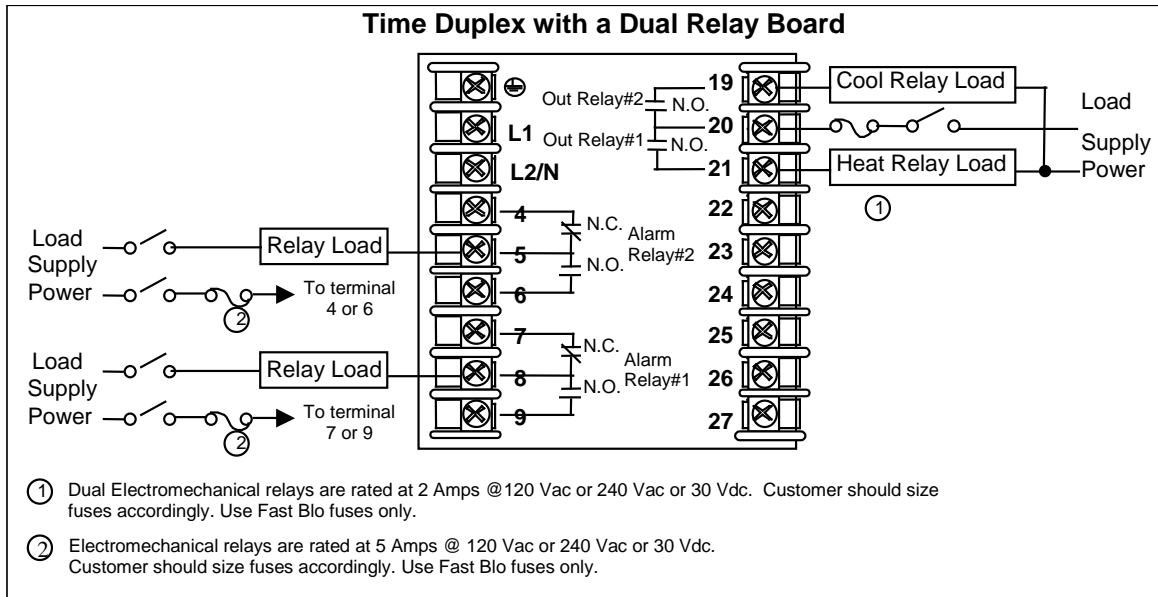 Time Duplex with a Dual Relay Board
L1
L2/N
4
5
6
7
8
9
Load
Supply
Power
Relay Load
To terminal
4 or 6
2
Load
Supply
Power
Relay Load
To terminal
7 or 9
2
N.C.
Alarm
Relay#2
N.O.
N.C.
Alarm
Relay#1
N.O.
Out Relay#2
N.O.
Out Relay#1
N.O.
19
20
21
22
23
24
25
26
27
Cool Relay Load
Heat Relay Load
1
Load
Supply
Power
1 Dual Electromechanical relays are rated at 2 Amps @120 Vac or 240 Vac or 30 Vdc. Customer should size
fuses accordingly. Use Fast Blo fuses only.
2 Electromechanical relays are rated at 5 Amps @ 120 Vac or 240 Vac or 30 Vdc.
Customer should size fuses accordingly. Use Fast Blo fuses only.